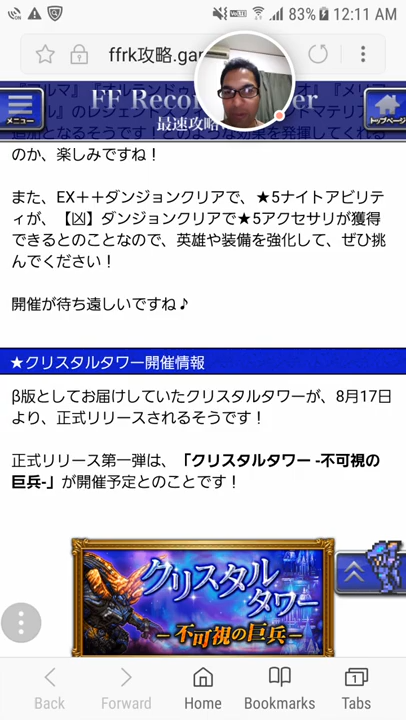 83% 12:11 AM
ffrk攻略.ga
メニュー
FF Recor er
最速攻略
トップページ
のか、楽しみですね！
また、EX＋＋ダンジョンクリアで、★5ナイトアビリティが、【凶】ダンジョンクリアで★5アクセサリが獲得できるとのことなので、英雄や装備を強化して、ぜひ挑んでください！
開催が待ち遠しいですね♪
★クリスタルタワー開催情報
β版としてお届けしていたクリスタルタワーが、8月17日
より、正式リリースされるそうです！
正式リリース第一弾は、「クリスタルタワー -不可視の
巨兵-」が開催予定とのことです！
クリスタル
タワー
－不可視の巨兵－
Back Forward Home Bookmarks Tabs
1